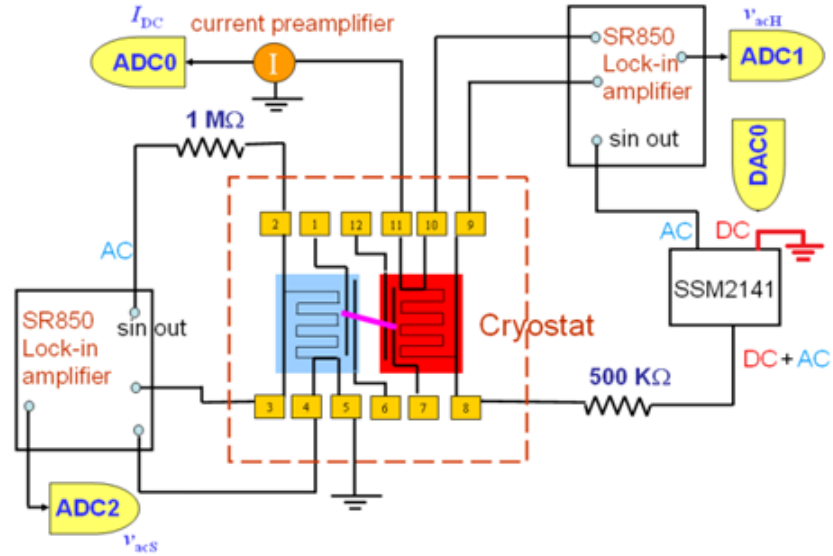 I_DC
current preamplifier
ADC0
I
1 MΩ
v_acH
SR850
Lock-in
amplifier
ADC1
sin out
DAC0
AC
DC
SSM2141
DC + AC
500 KΩ
2
1
12
11
10
9
Cryostat
AC
SR850
Lock-in
amplifier
sin out
3
4
5
6
7
8
ADC2
v_acS